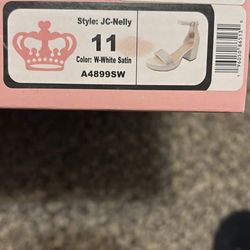 Style: JC-Nelly
11
Color: W-White Satin
A4899SW